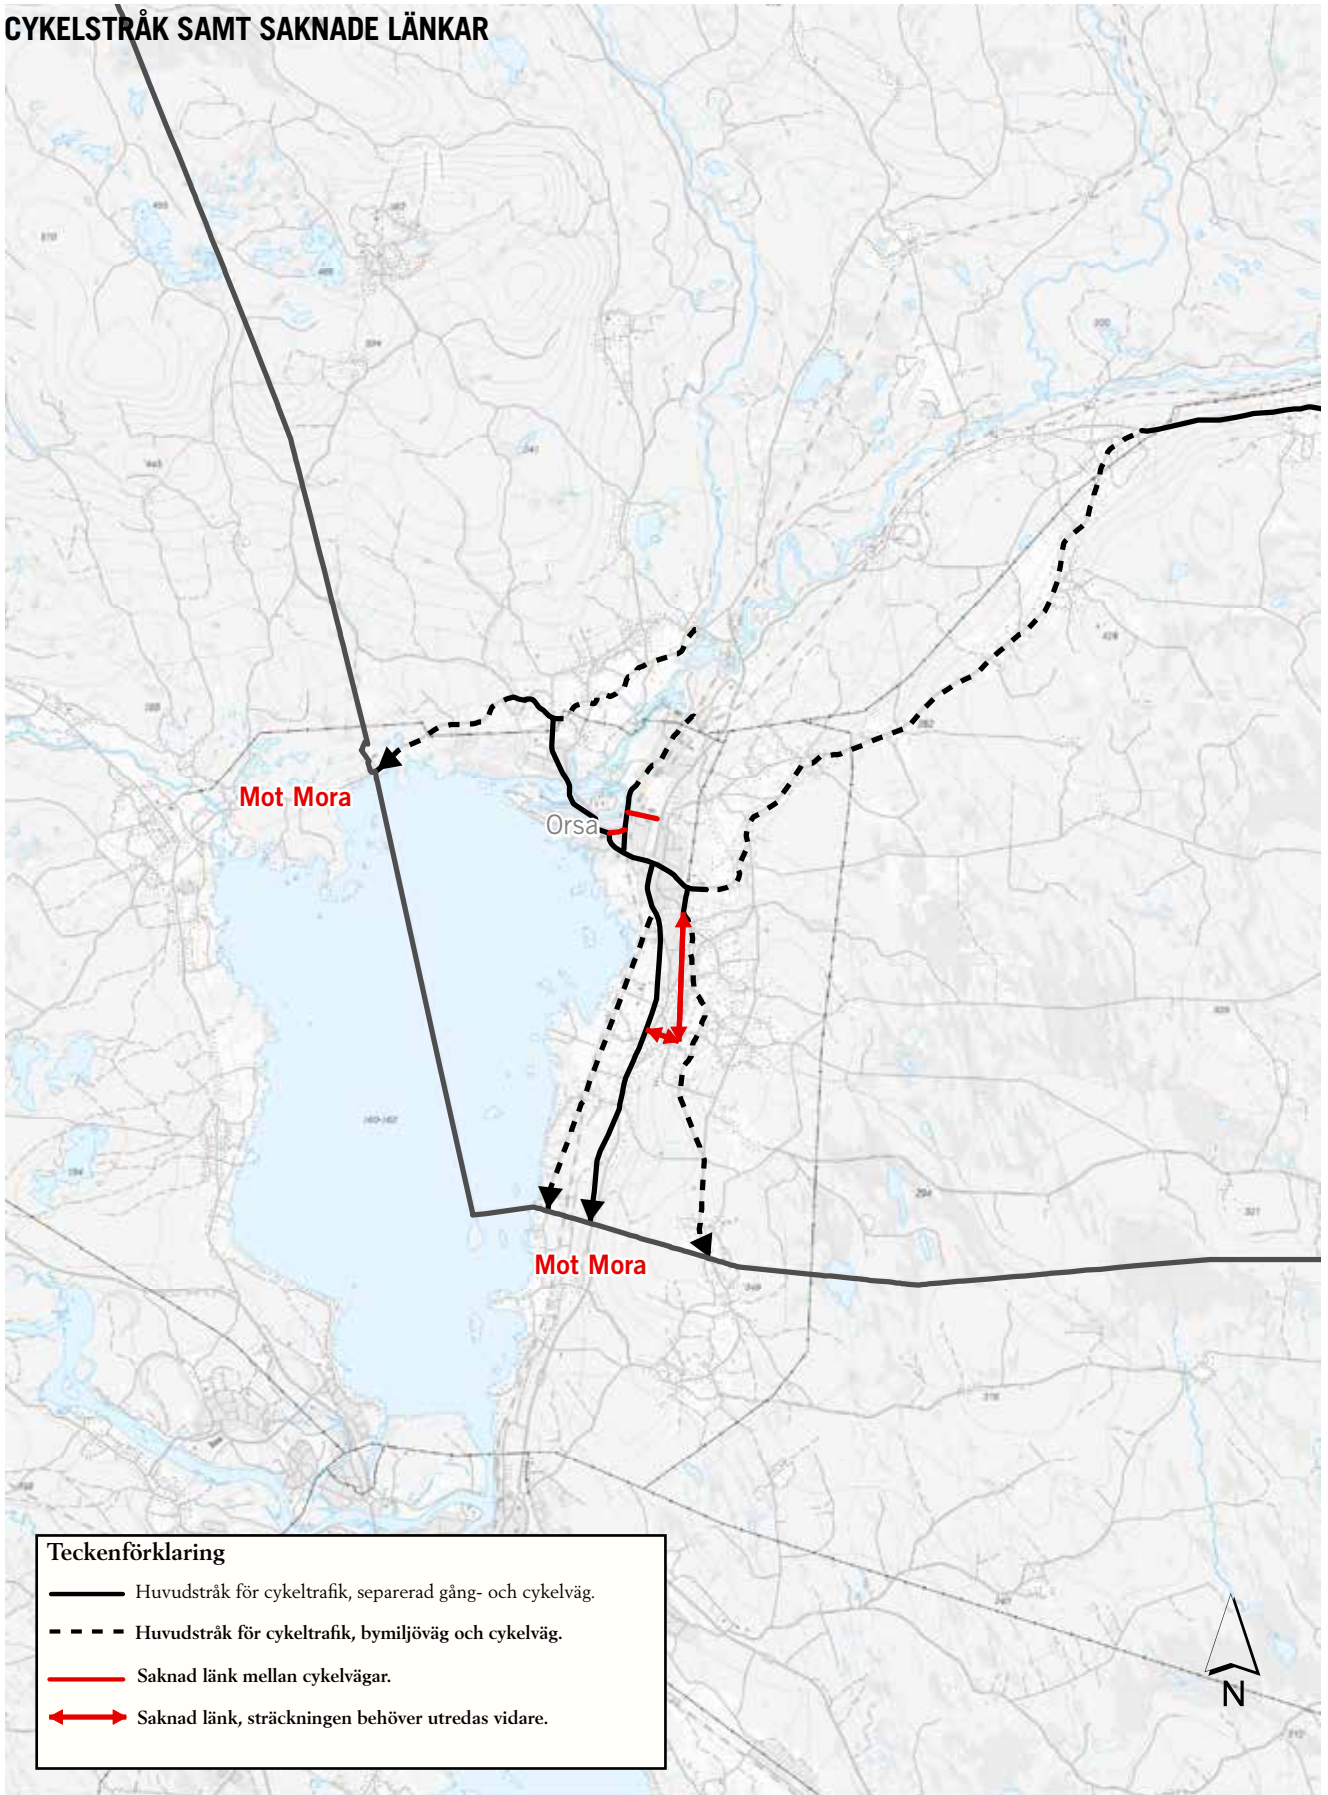 CYKELSTRÅK SAMT SAKNADE LÄNKAR
Mot Mora
Orsa
Mot Mora
Teckenförklaring
Huvudstråk för cykeltrafik, separerad gång- och cykelväg.
Huvudstråk för cykeltrafik, bymiljöväg och cykelväg.
Saknad länk mellan cykelvägar.
Saknad länk, sträckningen behöver utredas vidare.
N